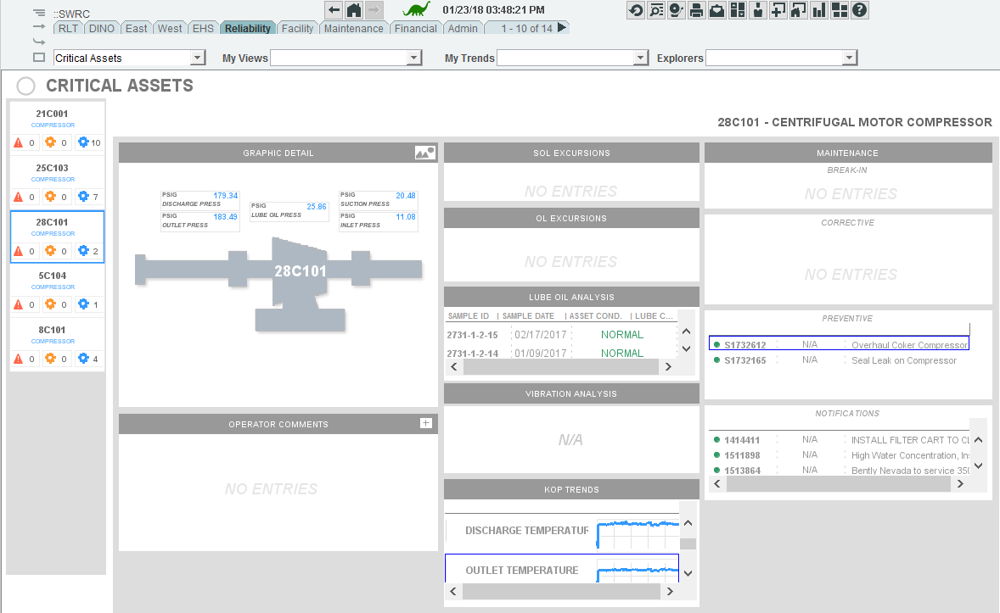 ::SWRC
01/23/18 03:48:21 PM
RLT DINO East West EHS Reliability Facility Maintenance Financial Admin 1 - 10 of 14
Critical Assets My Views My Trends Explorers
CRITICAL ASSETS
28C101 - CENTRIFUGAL MOTOR COMPRESSOR
21C001
COMPRESSOR
0 0 10
25C103
COMPRESSOR
0 0 7
28C101
COMPRESSOR
0 0 2
5C104
COMPRESSOR
0 0 1
8C101
COMPRESSOR
0 0 4
GRAPHIC DETAIL
PSIG 179.34
DISCHARGE PRESS
PSIG 183.49
OUTLET PRESS
PSIG 25.86
LUBE OIL PRESS
PSIG 20.48
SUCTION PRESS
PSIG 11.08
INLET PRESS
28C101
OPERATOR COMMENTS
NO ENTRIES
SOL EXCURSIONS
NO ENTRIES
OL EXCURSIONS
NO ENTRIES
LUBE OIL ANALYSIS
SAMPLE ID | SAMPLE DATE | ASSET COND. | LUBE C...
2731-1-2-15 02/17/2017 NORMAL
2731-1-2-14 01/09/2017 NORMAL
VIBRATION ANALYSIS
N/A
KOP TRENDS
DISCHARGE TEMPERATUR
OUTLET TEMPERATURE
MAINTENANCE
BREAK-IN
NO ENTRIES
CORRECTIVE
NO ENTRIES
PREVENTIVE
S1732612 N/A Overhaul Coker Compressor
S1732165 N/A Seal Leak on Compressor
NOTIFICATIONS
1414411 N/A INSTALL FILTER CART TO CL
1511898 N/A High Water Concentration, Ins
1513864 N/A Bently Nevada to service 350